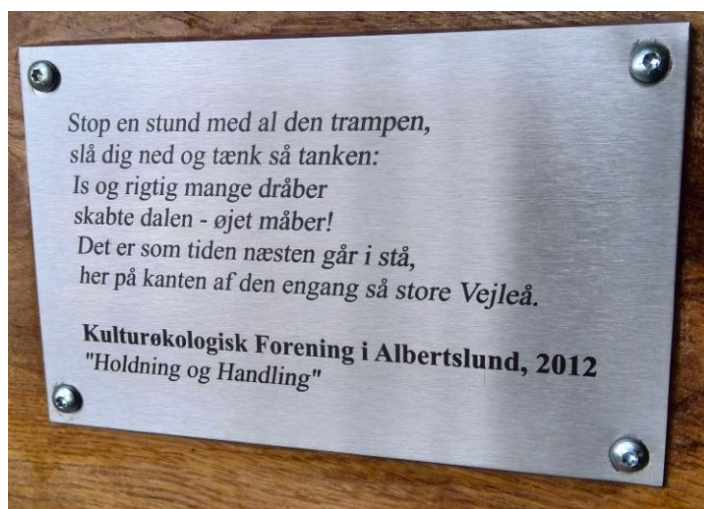 Stop en stund med al den trampen,
slå dig ned og tænk så tanken:
Is og rigtig mange dråber
skabte dalen - øjet måber!
Det er som tiden næsten går i stå,
her på kanten af den engang så store Vejleå.
Kulturøkologisk Forening i Albertslund, 2012
"Holdning og Handling"